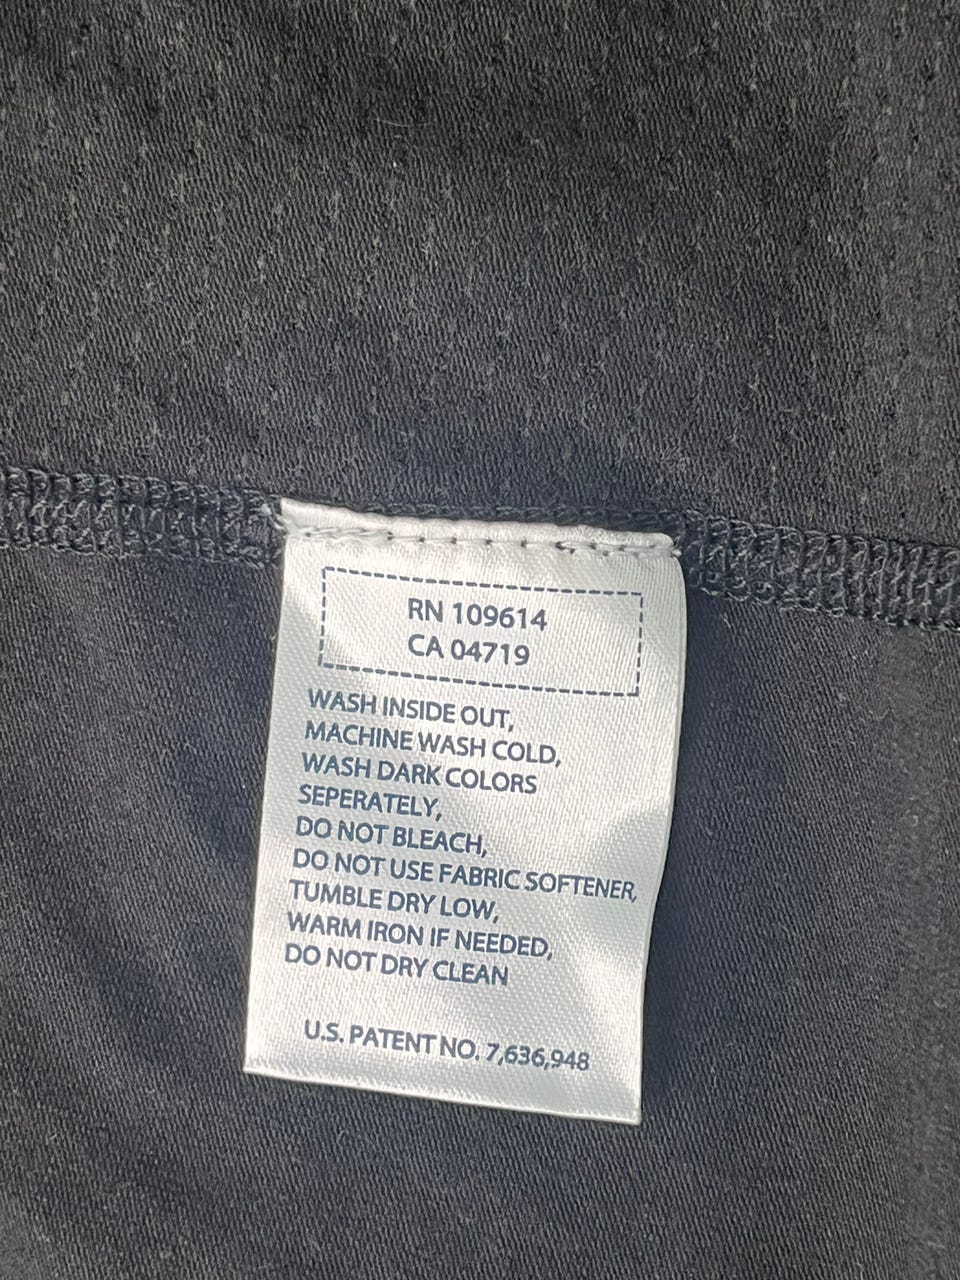 RN 109614
CA 04719
WASH INSIDE OUT,
MACHINE WASH COLD,
WASH DARK COLORS
SEPERATELY,
DO NOT BLEACH,
DO NOT USE FABRIC SOFTENER,
TUMBLE DRY LOW,
WARM IRON IF NEEDED,
DO NOT DRY CLEAN
U.S. PATENT NO. 7,636,948